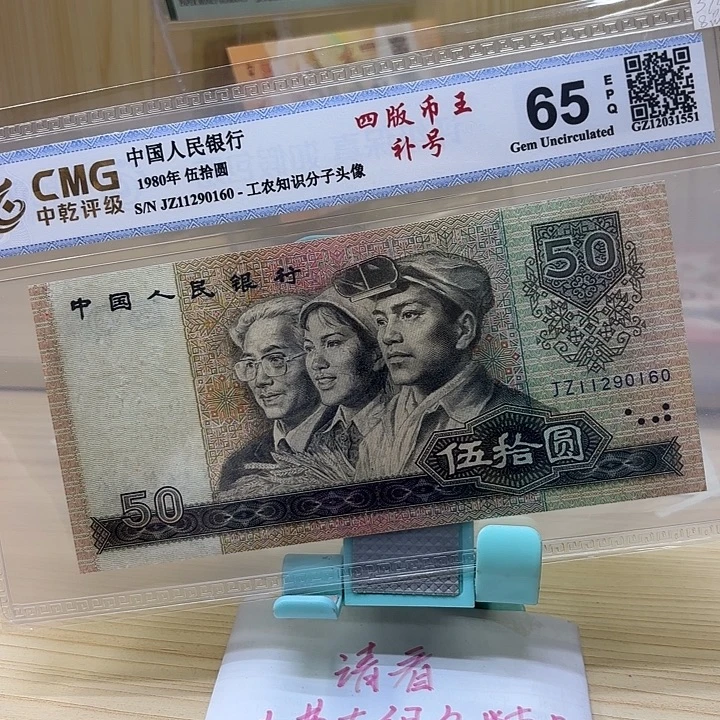 CMG
中乾评级
中国人民银行
1980年 伍拾圆
S/N JZ11290160 - 工农知识分子头像
四版币王
补号
65
EPQ
Gem Uncirculated
GZ12031551
中国人民银行
50
JZ11290160
伍拾圆
50
请看